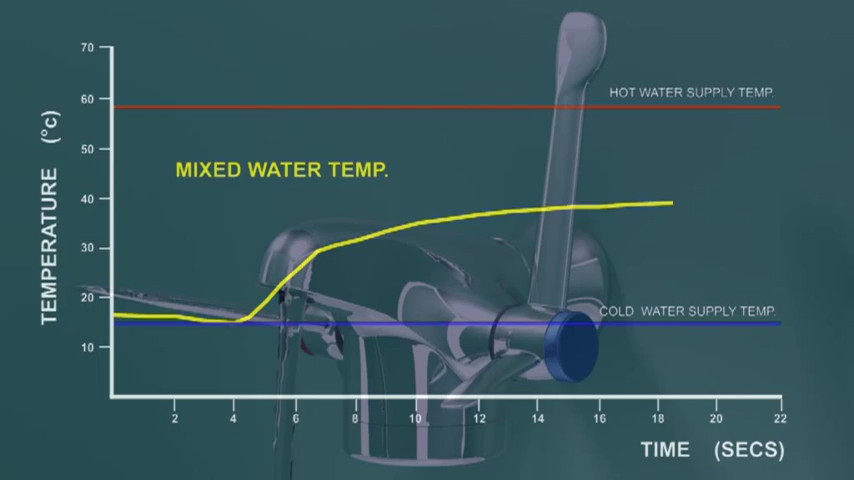 70
60
50
40
30
20
10
TEMPERATURE (°c)
HOT WATER SUPPLY TEMP.
MIXED WATER TEMP.
COLD WATER SUPPLY TEMP.
2 4 6 8 10 12 14 16 18 20 22
TIME (SECS)